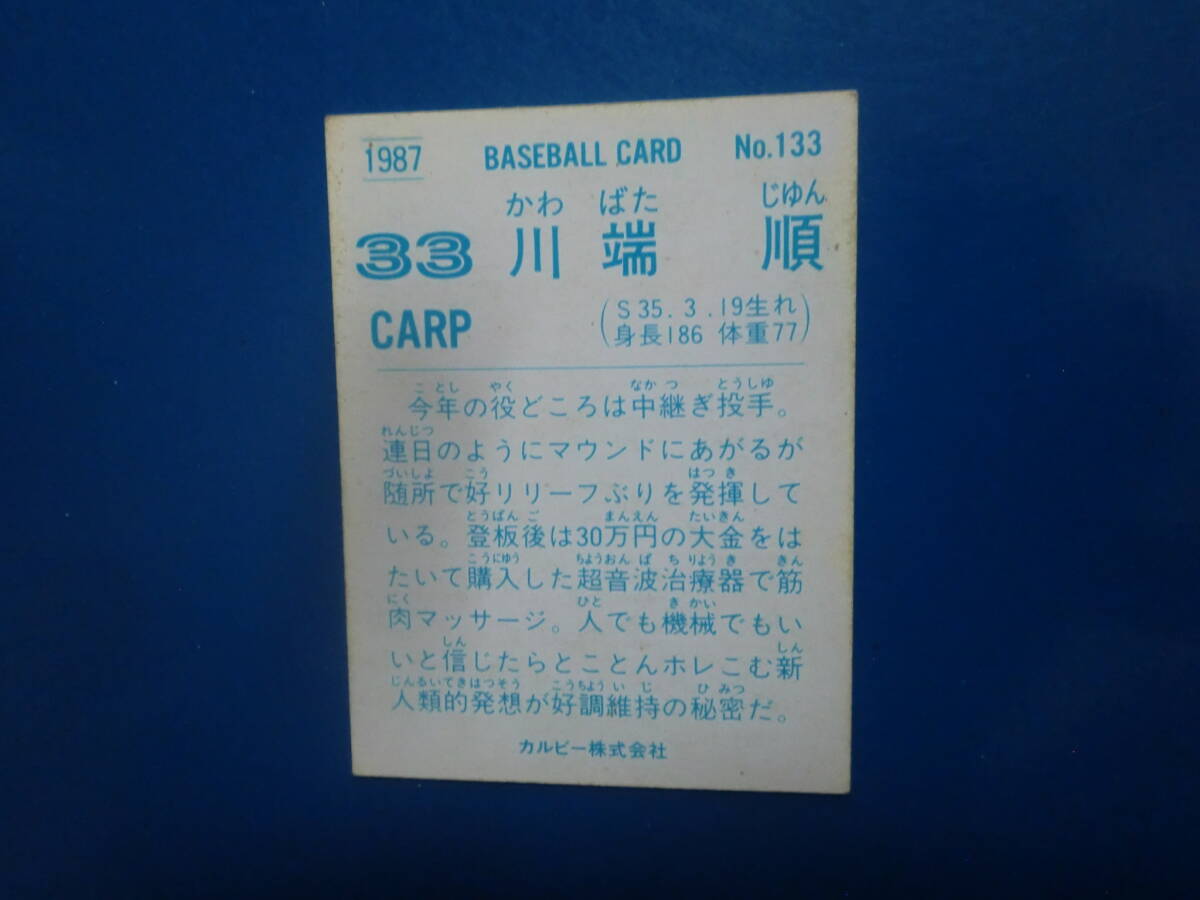 1987 BASEBALL CARD No.133
かわ ばた じゆん
33 川端 順
CARP
(S35.3.19生れ
身長186 体重77)
こ とし やく なか つ とうしゆ
今年の役どころは中継ぎ投手。
れんじつ
連日のようにマウンドにあがるが
づいしよ こう はつ き
随所で好リリーフぶりを発揮して
とうばん ご まんえん たいきん
いる。登板後は30万円の大金をは
こうにゆう ちようおん ぱ ち りよう き きん
たいて購入した超音波治療器で筋
にく ひと き かい
肉マッサージ。人でも機械でもい
しん しん
いと信じたらとことんホレこむ新
じんるいてきはつそう こうちよう い じ ひ みつ
人類的発想が好調維持の秘密だ。
カルビー株式会社